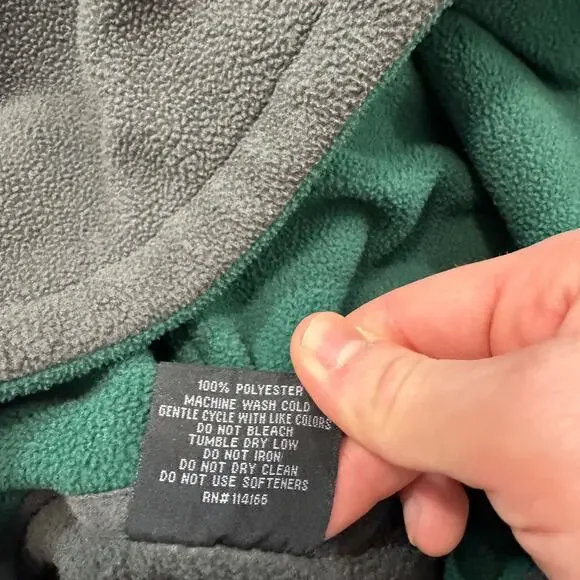 100% POLYESTER
MACHINE WASH COLD
GENTLE CYCLE WITH LIKE COLORS
DO NOT BLEACH
TUMBLE DRY LOW
DO NOT IRON
DO NOT DRY CLEAN
DO NOT USE SOFTENERS
RN# 114166